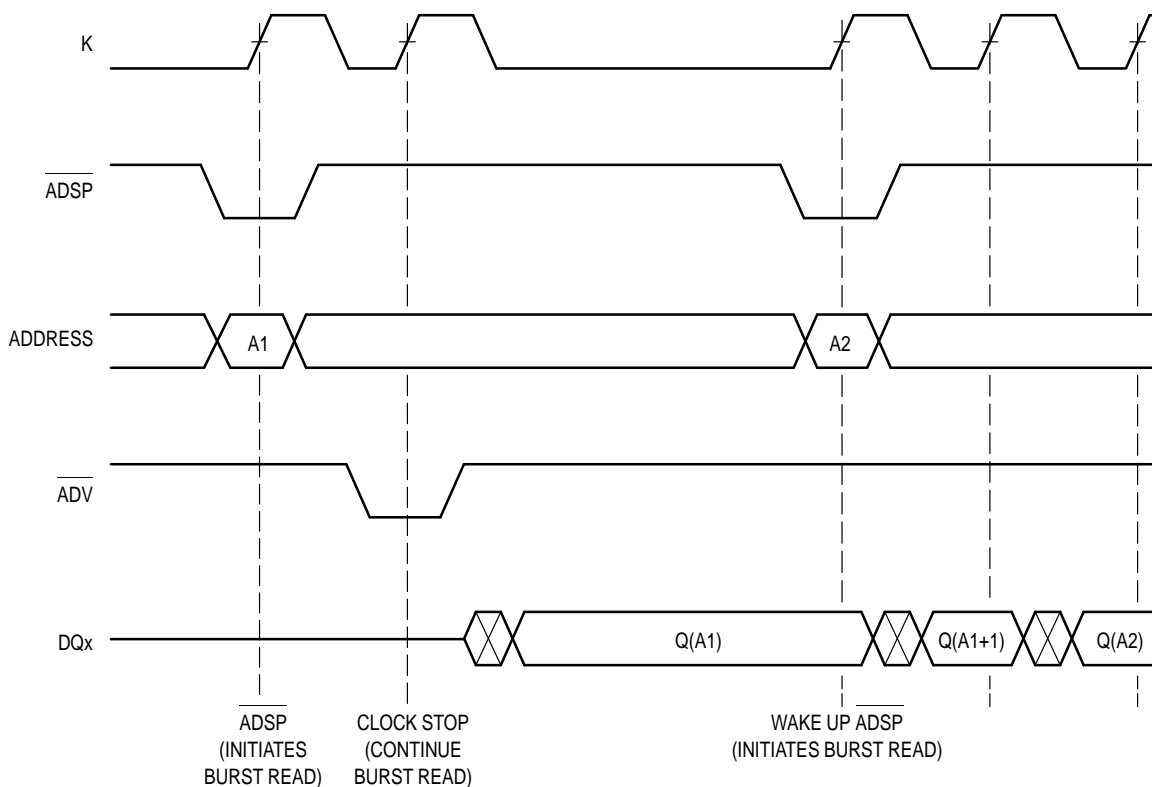 K
ADSP
ADDRESS
A1
A2
ADV
DQx
Q(A1)
Q(A1+1)
Q(A2)
ADSP
(INITIATES
BURST READ)
CLOCK STOP
(CONTINUE
BURST READ)
WAKE UP ADSP
(INITIATES BURST READ)